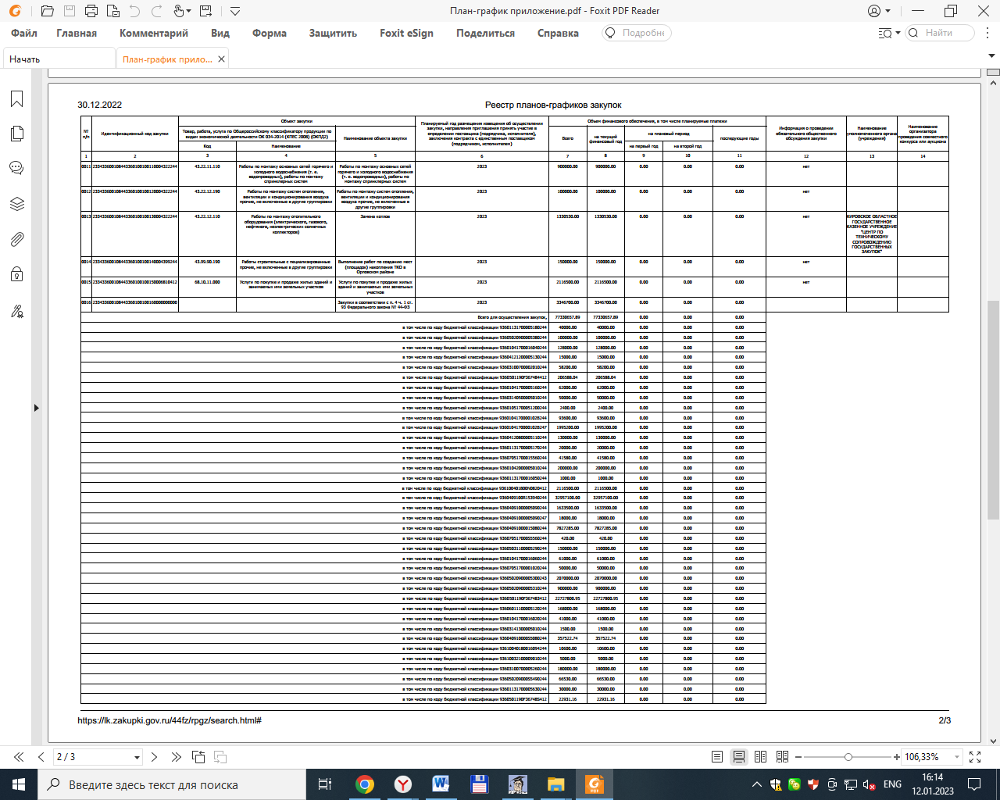 План-график приложение.pdf - Foxit PDF Reader
Файл Главная Комментарий Вид Форма Защитить Foxit eSign Поделиться Справка Подробне Найти
Начать План-график прило...
30.12.2022 Реестр планов-графиков закупок
№ п/п
Идентификационный код закупки
Объект закупки
Товар, работа, услуга по Общероссийскому классификатору продукции по видам экономической деятельности ОК 034-2014 (КПЕС 2008) (ОКПД2)
Код Наименование
Наименование объекта закупки
Планируемый год размещения извещения об осуществлении закупки, направления приглашения принять участие в определении поставщика (подрядчика, исполнителя), заключения контракта с единственным поставщиком (подрядчиком, исполнителем)
Объем финансового обеспечения, в том числе планируемые платежи
Всего на текущий финансовый год на плановый период последующие годы
на первый год на второй год
Информация о проведении обязательного общественного обсуждения закупки
Наименование уполномоченного органа (учреждения)
Наименование организатора проведения совместного конкурса или аукциона
1 2 3 4 5 6 7 8 9 10 11 12 13 14
0011 43.22.11.110 Работы по монтажу основных сетей горячего и холодного водоснабжения (т. е. водопроводных), работы по монтажу спринклерных систем Работы по монтажу основных сетей горячего и холодного водоснабжения (т. е. водопроводных), работы по монтажу спринклерных систем 2023 900000.00 900000.00 0.00 0.00 0.00 нет
0012 43.22.12.190 Работы по монтажу систем отопления, вентиляции и кондиционирования воздуха прочие, не включенные в другие группировки Работы по монтажу систем отопления, вентиляции и кондиционирования воздуха прочие, не включенные в другие группировки 2023 100000.00 100000.00 0.00 0.00 0.00 нет
0013 43.22.12.110 Работы по монтажу отопительного оборудования (электрического, газового, нефтяного, неэлектрических солнечных коллекторов) Замена котлов 2023 1330530.00 1330530.00 0.00 0.00 0.00 нет КИРОВСКОЕ ОБЛАСТНОЕ ГОСУДАРСТВЕННОЕ КАЗЕННОЕ УЧРЕЖДЕНИЕ "ЦЕНТР ПО ТЕХНИЧЕСКОМУ СОПРОВОЖДЕНИЮ ГОСУДАРСТВЕННЫХ ЗАКУПОК"
0014 43.99.90.190 Работы строительные специализированные прочие, не включенные в другие группировки Выполнение работ по созданию мест (площадок) накопления ТКО в Орловском районе 2023 150000.00 150000.00 0.00 0.00 0.00 нет
0015 68.10.11.000 Услуги по покупке и продаже жилых зданий и занимаемых ими земельных участков Услуги по покупке и продаже жилых зданий и занимаемых ими земельных участков 2023 2116500.00 2116500.00 0.00 0.00 0.00 нет
0016 Закупки в соответствии с п. 4 ч. 1 ст. 93 Федерального закона № 44-ФЗ 2023 3346700.00 3346700.00 0.00 0.00 0.00
Всего для осуществления закупок, 77330657.89 77330657.89 0.00 0.00 0.00
в том числе по коду бюджетной классификации 40000.00 40000.00 0.00 0.00 0.00
в том числе по коду бюджетной классификации 100000.00 100000.00 0.00 0.00 0.00
в том числе по коду бюджетной классификации 128000.00 128000.00 0.00 0.00 0.00
в том числе по коду бюджетной классификации 15000.00 15000.00 0.00 0.00 0.00
в том числе по коду бюджетной классификации 58200.00 58200.00 0.00 0.00 0.00
в том числе по коду бюджетной классификации 206588.04 206588.04 0.00 0.00 0.00
в том числе по коду бюджетной классификации 62000.00 62000.00 0.00 0.00 0.00
в том числе по коду бюджетной классификации 50000.00 50000.00 0.00 0.00 0.00
в том числе по коду бюджетной классификации 2400.00 2400.00 0.00 0.00 0.00
в том числе по коду бюджетной классификации 93600.00 93600.00 0.00 0.00 0.00
в том числе по коду бюджетной классификации 1995200.00 1995200.00 0.00 0.00 0.00
в том числе по коду бюджетной классификации 130000.00 130000.00 0.00 0.00 0.00
в том числе по коду бюджетной классификации 20000.00 20000.00 0.00 0.00 0.00
в том числе по коду бюджетной классификации 41580.00 41580.00 0.00 0.00 0.00
в том числе по коду бюджетной классификации 200000.00 200000.00 0.00 0.00 0.00
в том числе по коду бюджетной классификации 1000.00 1000.00 0.00 0.00 0.00
в том числе по коду бюджетной классификации 2116500.00 2116500.00 0.00 0.00 0.00
в том числе по коду бюджетной классификации 32957100.00 32957100.00 0.00 0.00 0.00
в том числе по коду бюджетной классификации 1633500.00 1633500.00 0.00 0.00 0.00
в том числе по коду бюджетной классификации 18000.00 18000.00 0.00 0.00 0.00
в том числе по коду бюджетной классификации 7827285.00 7827285.00 0.00 0.00 0.00
в том числе по коду бюджетной классификации 420.00 420.00 0.00 0.00 0.00
в том числе по коду бюджетной классификации 150000.00 150000.00 0.00 0.00 0.00
в том числе по коду бюджетной классификации 61000.00 61000.00 0.00 0.00 0.00
в том числе по коду бюджетной классификации 50000.00 50000.00 0.00 0.00 0.00
в том числе по коду бюджетной классификации 2070000.00 2070000.00 0.00 0.00 0.00
в том числе по коду бюджетной классификации 900000.00 900000.00 0.00 0.00 0.00
в том числе по коду бюджетной классификации 22727800.95 22727800.95 0.00 0.00 0.00
в том числе по коду бюджетной классификации 168000.00 168000.00 0.00 0.00 0.00
в том числе по коду бюджетной классификации 41000.00 41000.00 0.00 0.00 0.00
в том числе по коду бюджетной классификации 1500.00 1500.00 0.00 0.00 0.00
в том числе по коду бюджетной классификации 357522.74 357522.74 0.00 0.00 0.00
в том числе по коду бюджетной классификации 10600.00 10600.00 0.00 0.00 0.00
в том числе по коду бюджетной классификации 5000.00 5000.00 0.00 0.00 0.00
в том числе по коду бюджетной классификации 180000.00 180000.00 0.00 0.00 0.00
в том числе по коду бюджетной классификации 66530.00 66530.00 0.00 0.00 0.00
в том числе по коду бюджетной классификации 30000.00 30000.00 0.00 0.00 0.00
в том числе по коду бюджетной классификации 22931.16 22931.16 0.00 0.00 0.00
https://lk.zakupki.gov.ru/44fz/rpgz/search.html# 2/3
2 / 3 106,33%
Введите здесь текст для поиска ENG 16:14
12.01.2023